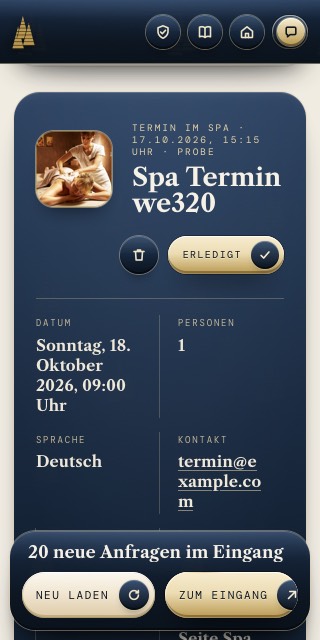 TERMIN IM SPA ·
17.10.2026, 15:15
UHR · PROBE
Spa Termin
we320
ERLEDIGT
DATUM
Sonntag, 18.
Oktober
2026, 09:00
Uhr
PERSONEN
1
SPRACHE
Deutsch
KONTAKT
termin@e
xample.co
m
20 neue Anfragen im Eingang
NEU LADEN
ZUM EINGANG
Seite Spa